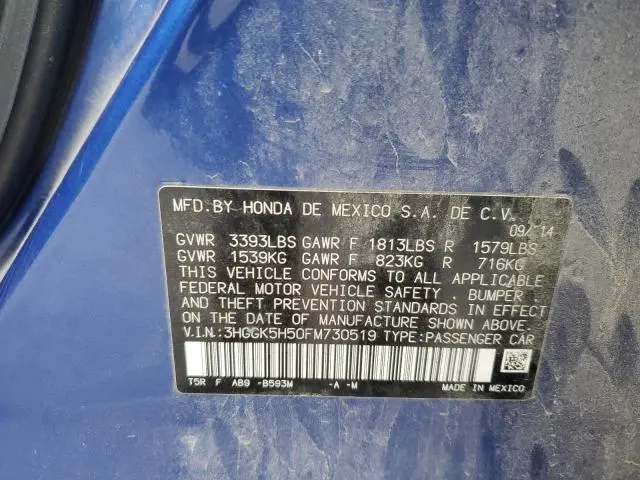 MFD.BY HONDA DE MEXICO S.A. DE C.V.
09/14
GVWR 3393LBS GAWR F 1813LBS R 1579LBS
GVWR 1539KG GAWR F 823KG R 716KG
THIS VEHICLE CONFORMS TO ALL APPLICABLE
FEDERAL MOTOR VEHICLE SAFETY , BUMPER ,
AND THEFT PREVENTION STANDARDS IN EFFECT
ON THE DATE OF MANUFACTURE SHOWN ABOVE.
V.I.N.:3HGGK5H50FM730519 TYPE:PASSENGER CAR
T5R F AB9 -B593M -A -M MADE IN MEXICO